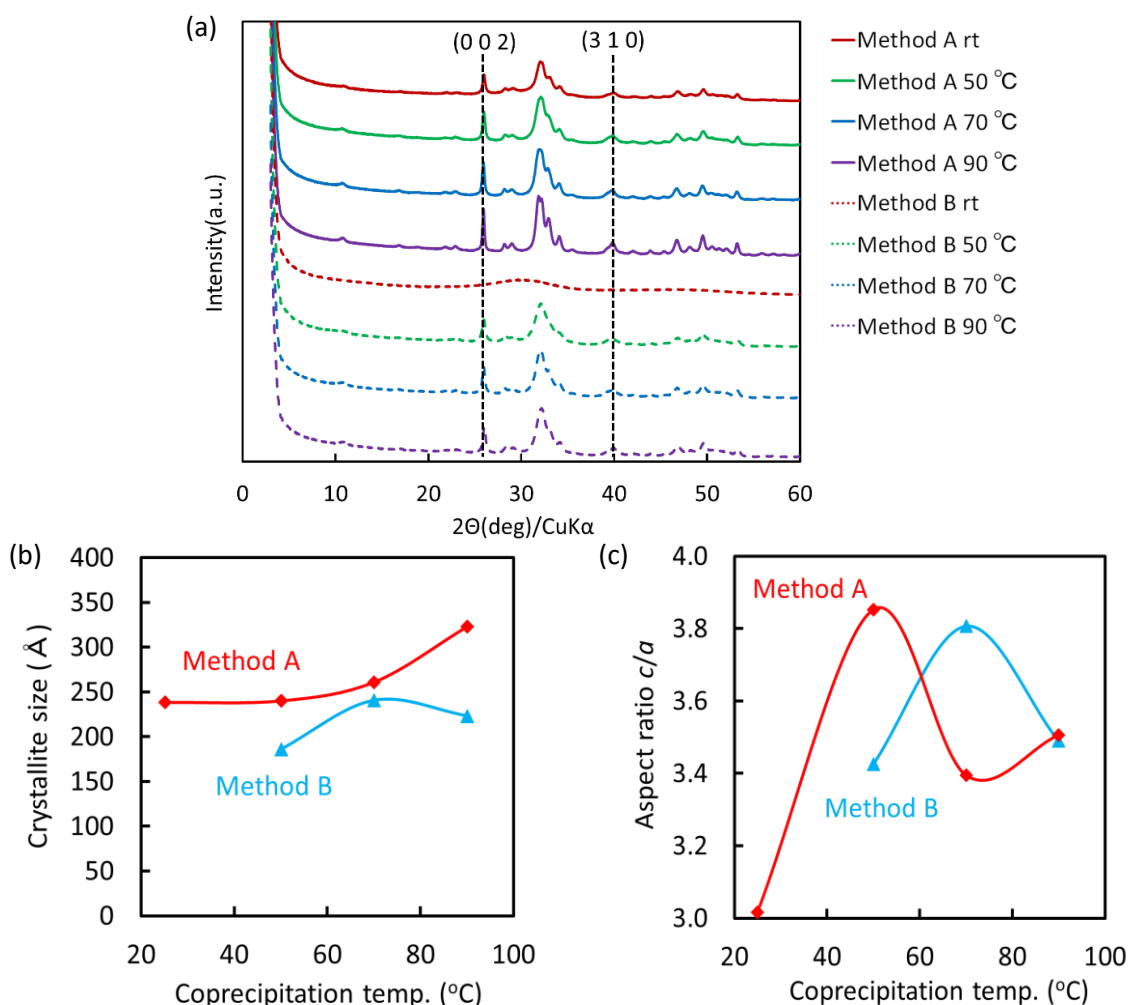 (a)
(0 0 2)
(3 1 0)
Intensity(a.u.)
0 10 20 30 40 50 60
2Θ(deg)/CuKα
Method A rt
Method A 50 ℃
Method A 70 ℃
Method A 90 ℃
Method B rt
Method B 50 ℃
Method B 70 ℃
Method B 90 ℃
(b)
Crystallite size ( Å )
400
350
300
250
200
150
100
50
0
Method A
Method B
20 40 60 80 100
Coprecipitation temp. (°C)
(c)
Aspect ratio c/a
4.0
3.8
3.6
3.4
3.2
3.0
Method A
Method B
20 40 60 80 100
Coprecipitation temp. (°C)